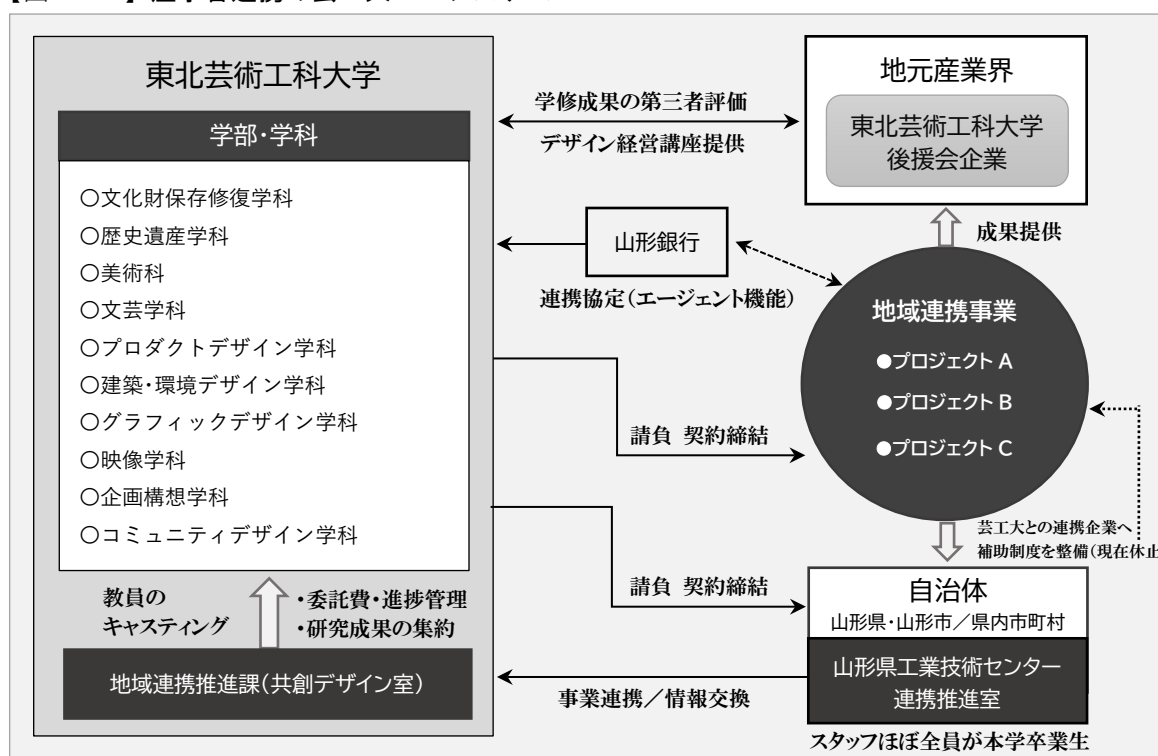 東北芸術工科大学
学部・学科
〇文化財保存修復学科
〇歴史遺産学科
〇美術科
〇文芸学科
〇プロダクトデザイン学科
〇建築・環境デザイン学科
〇グラフィックデザイン学科
〇映像学科
〇企画構想学科
〇コミュニティデザイン学科
教員の
キャスティング
・委託費・進捗管理
・研究成果の集約
地域連携推進課(共創デザイン室)
学修成果の第三者評価
デザイン経営講座提供
山形銀行
連携協定(エージェント機能)
請負 契約締結
請負 契約締結
事業連携／情報交換
地元産業界
東北芸術工科大学
後援会企業
成果提供
地域連携事業
●プロジェクト A
●プロジェクト B
●プロジェクト C
芸工大との連携企業へ
補助制度を整備(現在休止
自治体
山形県・山形市／県内市町村
山形県工業技術センター
連携推進室
スタッフほぼ全員が本学卒業生